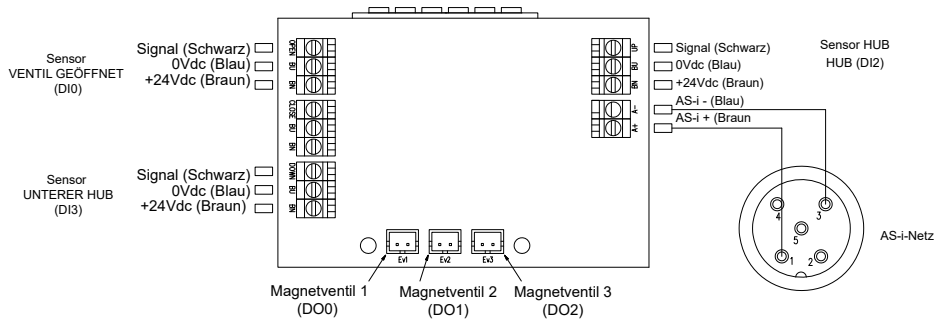 Sensor
VENTIL GEÖFFNET
(DI0)
Signal (Schwarz)
0Vdc (Blau)
+24Vdc (Braun)
OPEN
BU
BN
CLOSE
BU
BN
Sensor
UNTERER HUB
(DI3)
Signal (Schwarz)
0Vdc (Blau)
+24Vdc (Braun)
DOWN
BU
BN
UP
BU
BN
A-
A+
Signal (Schwarz)
0Vdc (Blau)
+24Vdc (Braun)
AS-i - (Blau)
AS-i + (Braun
Sensor HUB
HUB (DI2)
4
3
5
1
2
AS-i-Netz
Ev1
Ev2
Ev3
Magnetventil 1
(DO0)
Magnetventil 2
(DO1)
Magnetventil 3
(DO2)